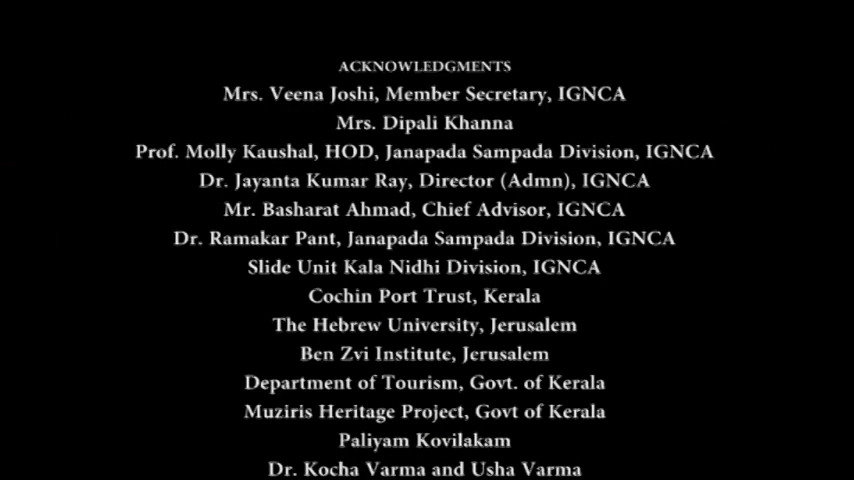 ACKNOWLEDGMENTS
Mrs. Veena Joshi, Member Secretary, IGNCA
Mrs. Dipali Khanna
Prof. Molly Kaushal, HOD, Janapada Sampada Division, IGNCA
Dr. Jayanta Kumar Ray, Director (Admn), IGNCA
Mr. Basharat Ahmad, Chief Advisor, IGNCA
Dr. Ramakar Pant, Janapada Sampada Division, IGNCA
Slide Unit Kala Nidhi Division, IGNCA
Cochin Port Trust, Kerala
The Hebrew University, Jerusalem
Ben Zvi Institute, Jerusalem
Department of Tourism, Govt. of Kerala
Muziris Heritage Project, Govt of Kerala
Paliyam Kovilakam
Dr. Kocha Varma and Usha Varma